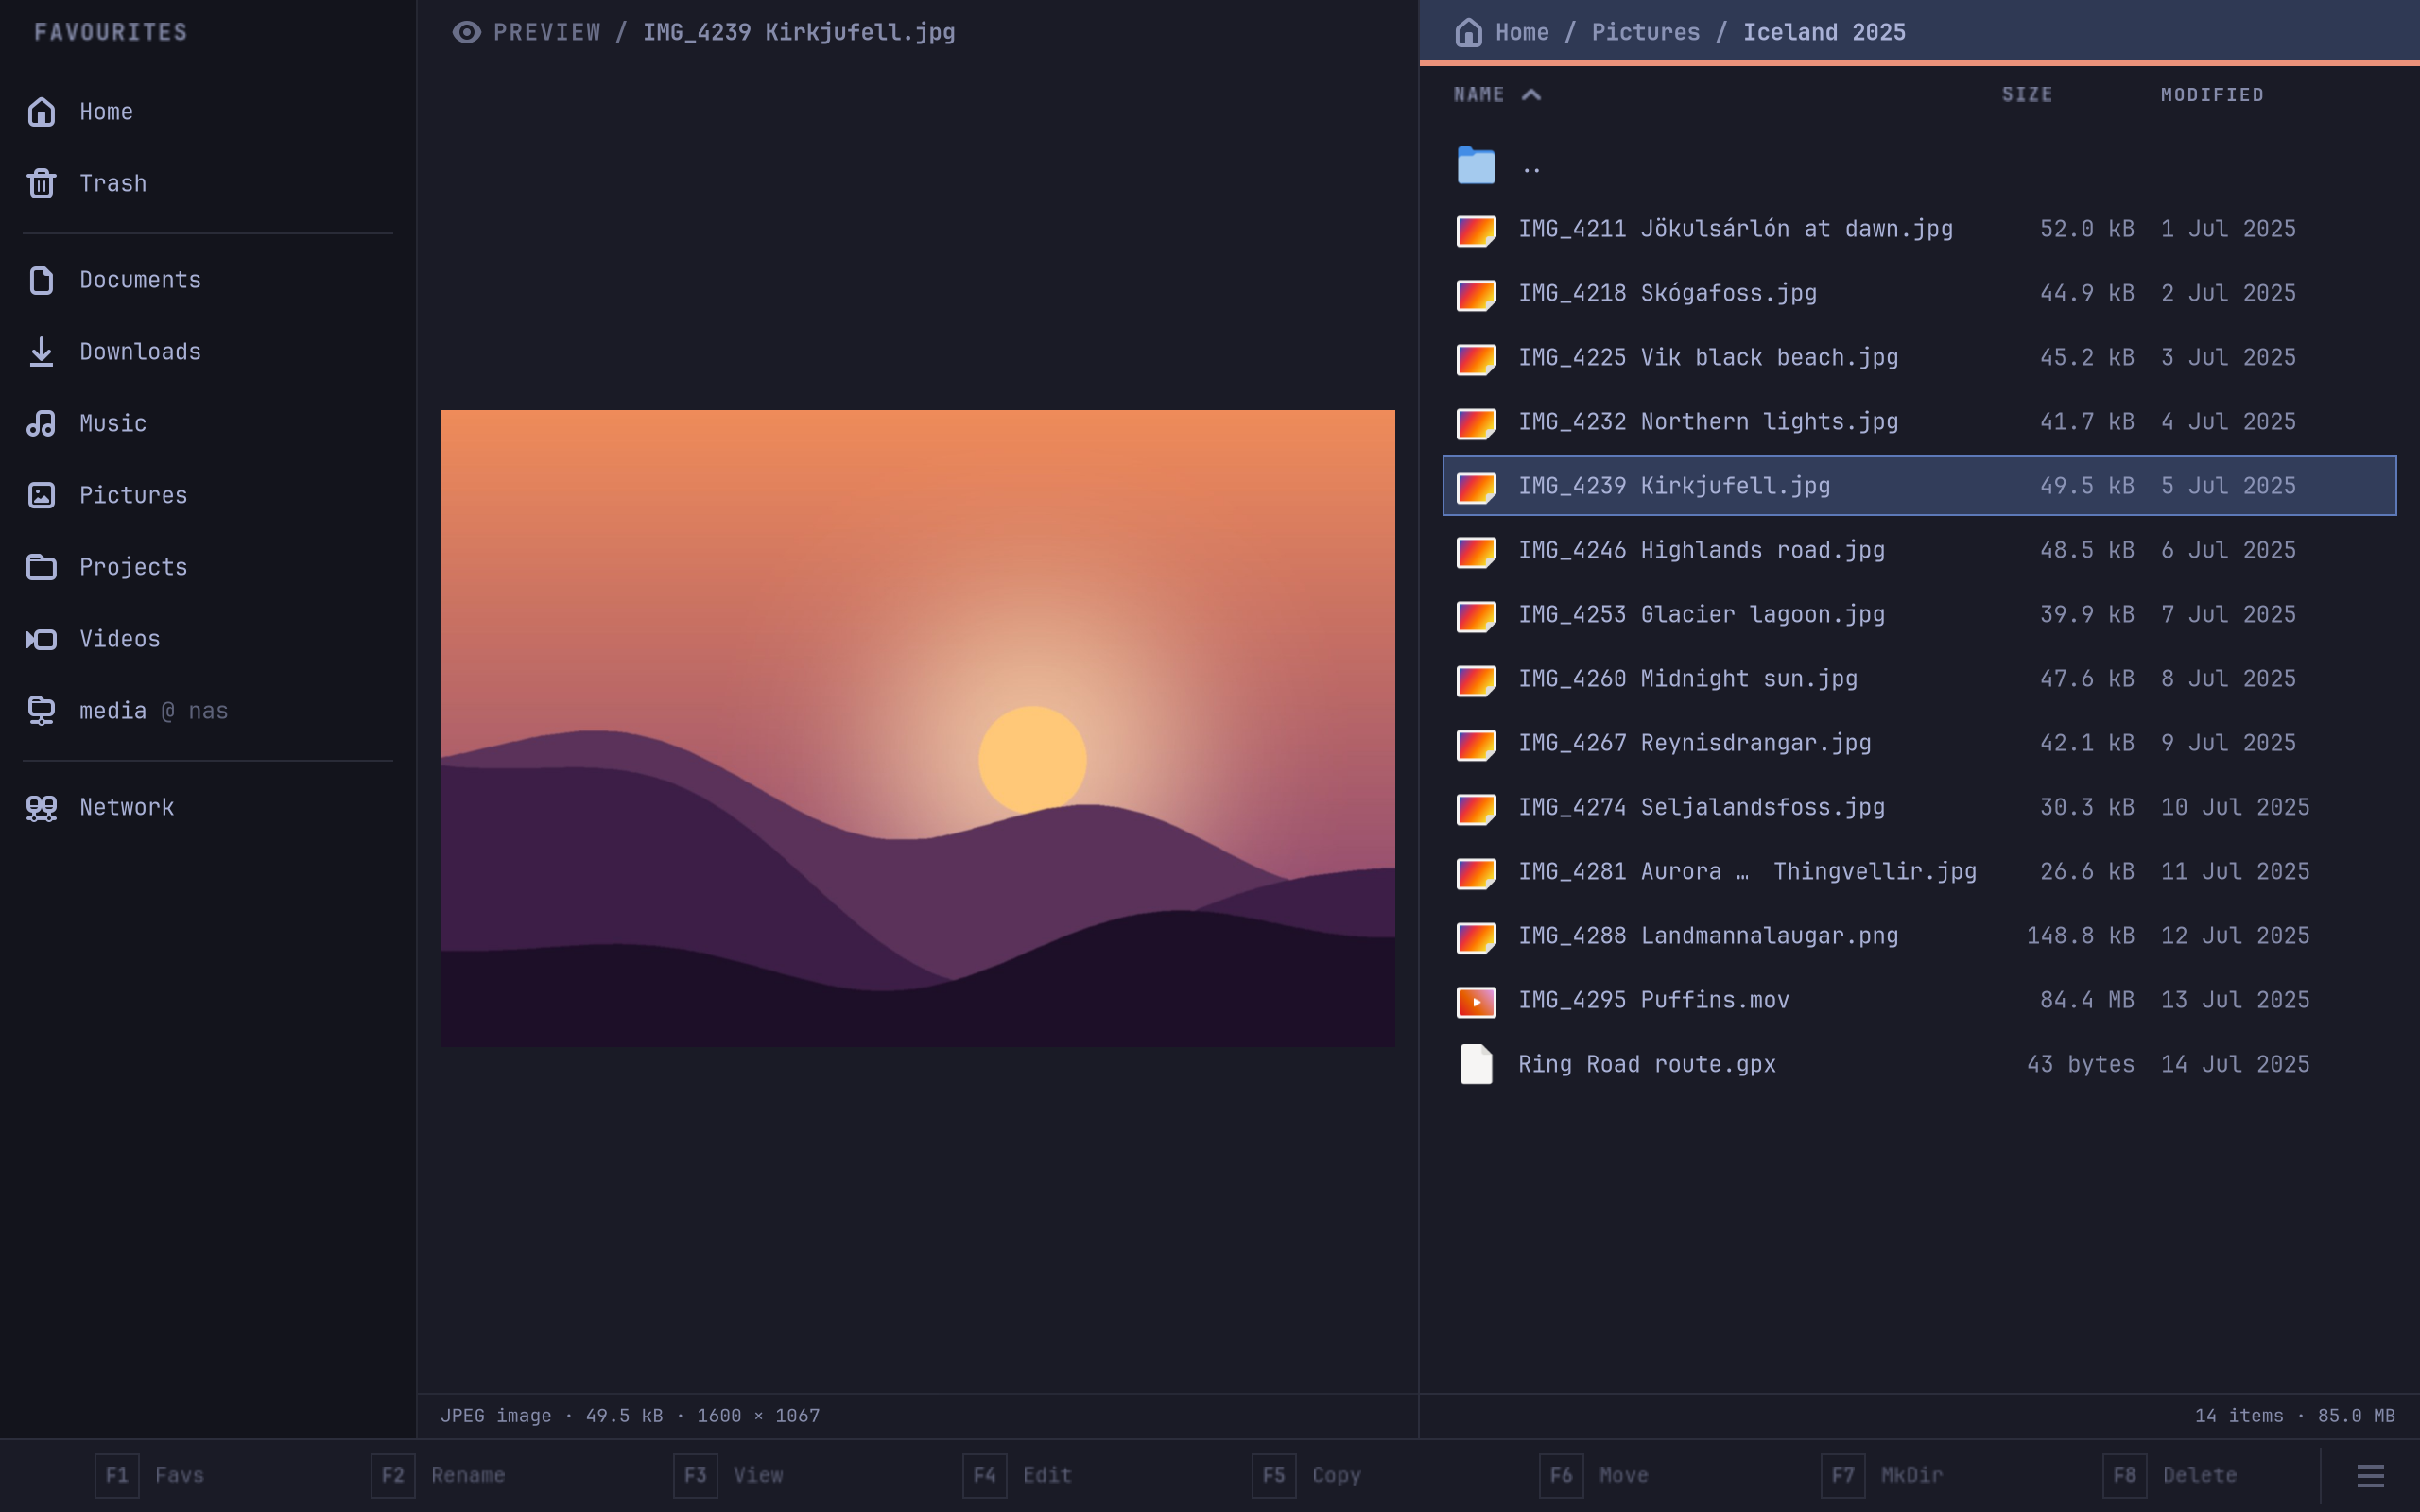 FAVOURITES
Home
Trash
Documents
Downloads
Music
Pictures
Projects
Videos
media @ nas
Network
PREVIEW / IMG_4239 Kirkjufell.jpg
JPEG image · 49.5 kB · 1600 × 1067
Home / Pictures / Iceland 2025
NAME SIZE MODIFIED
..
IMG_4211 Jökulsárlón at dawn.jpg 52.0 kB 1 Jul 2025
IMG_4218 Skógafoss.jpg 44.9 kB 2 Jul 2025
IMG_4225 Vik black beach.jpg 45.2 kB 3 Jul 2025
IMG_4232 Northern lights.jpg 41.7 kB 4 Jul 2025
IMG_4239 Kirkjufell.jpg 49.5 kB 5 Jul 2025
IMG_4246 Highlands road.jpg 48.5 kB 6 Jul 2025
IMG_4253 Glacier lagoon.jpg 39.9 kB 7 Jul 2025
IMG_4260 Midnight sun.jpg 47.6 kB 8 Jul 2025
IMG_4267 Reynisdrangar.jpg 42.1 kB 9 Jul 2025
IMG_4274 Seljalandsfoss.jpg 30.3 kB 10 Jul 2025
IMG_4281 Aurora … Thingvellir.jpg 26.6 kB 11 Jul 2025
IMG_4288 Landmannalaugar.png 148.8 kB 12 Jul 2025
IMG_4295 Puffins.mov 84.4 MB 13 Jul 2025
Ring Road route.gpx 43 bytes 14 Jul 2025
14 items · 85.0 MB
F1 Favs F2 Rename F3 View F4 Edit F5 Copy F6 Move F7 MkDir F8 Delete